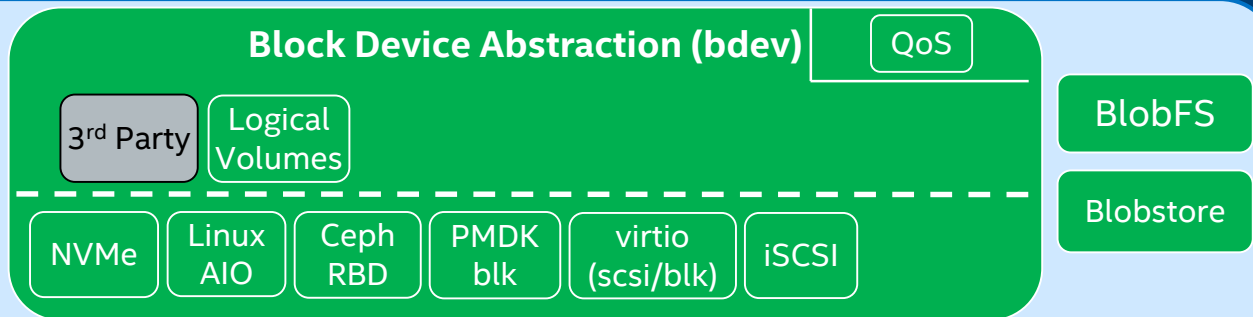 Block Device Abstraction (bdev)
QoS
3rd Party
Logical
Volumes
BlobFS
Blobstore
NVMe
Linux
AIO
Ceph
RBD
PMDK
blk
virtio
(scsi/blk)
iSCSI